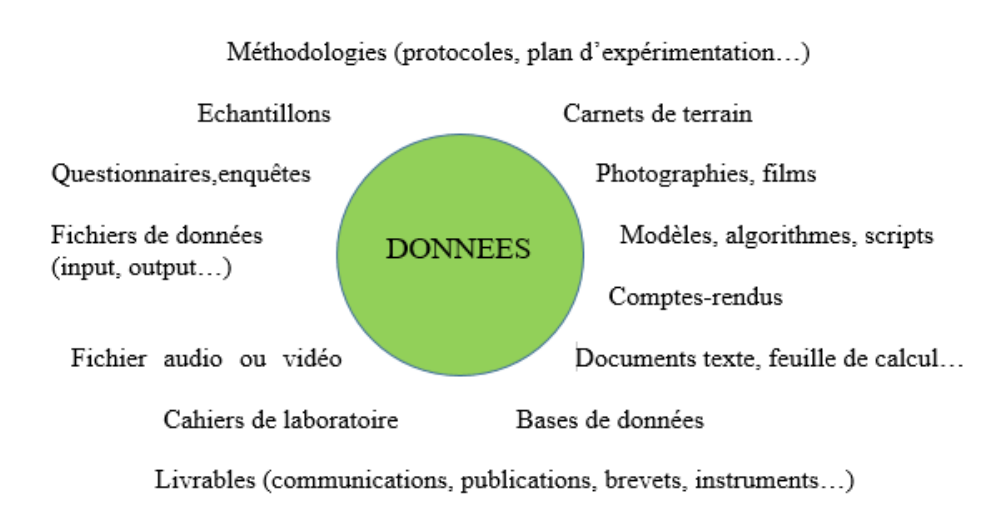 Méthodologies (protocoles, plan d’expérimentation…)
Echantillons
Carnets de terrain
Questionnaires,enquêtes
Photographies, films
Fichiers de données
(input, output…)
DONNEES
Modèles, algorithmes, scripts
Comptes-rendus
Fichier audio ou vidéo
Documents texte, feuille de calcul…
Cahiers de laboratoire
Bases de données
Livrables (communications, publications, brevets, instruments…)